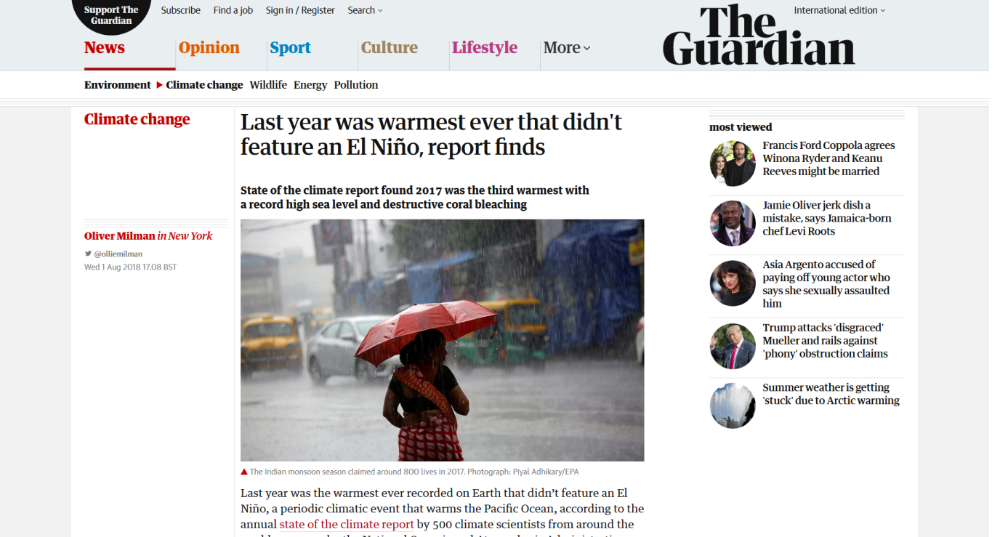 Support The
Guardian
Subscribe Find a job Sign in / Register Search
International edition
The
Guardian
News Opinion Sport Culture Lifestyle More
Environment Climate change Wildlife Energy Pollution
Climate change
Last year was warmest ever that didn't
feature an El Niño, report finds
State of the climate report found 2017 was the third warmest with
a record high sea level and destructive coral bleaching
Oliver Milman in New York
@olliemilman
Wed 1 Aug 2018 17.08 BST
The Indian monsoon season claimed around 800 lives in 2017. Photograph: Piyal Adhikary/EPA
Last year was the warmest ever recorded on Earth that didn’t feature an El
Niño, a periodic climatic event that warms the Pacific Ocean, according to the
annual state of the climate report by 500 climate scientists from around the
most viewed
Francis Ford Coppola agrees
Winona Ryder and Keanu
Reeves might be married
Jamie Oliver jerk dish a
mistake, says Jamaica-born
chef Levi Roots
Asia Argento accused of
paying off young actor who
says she sexually assaulted
him
Trump attacks 'disgraced'
Mueller and rails against
'phony' obstruction claims
Summer weather is getting
'stuck' due to Arctic warming